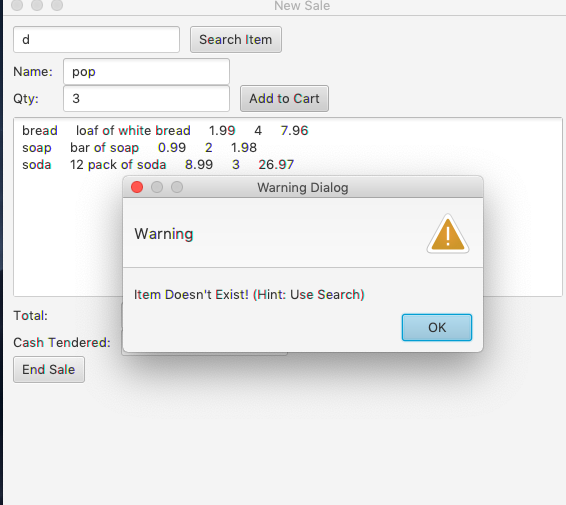 New Sale
d Search Item
Name: pop
Qty: 3 Add to Cart
bread loaf of white bread 1.99 4 7.96
soap bar of soap 0.99 2 1.98
soda 12 pack of soda 8.99 3 26.97
Warning Dialog
Warning
Item Doesn't Exist! (Hint: Use Search)
OK
Total:
Cash Tendered:
End Sale